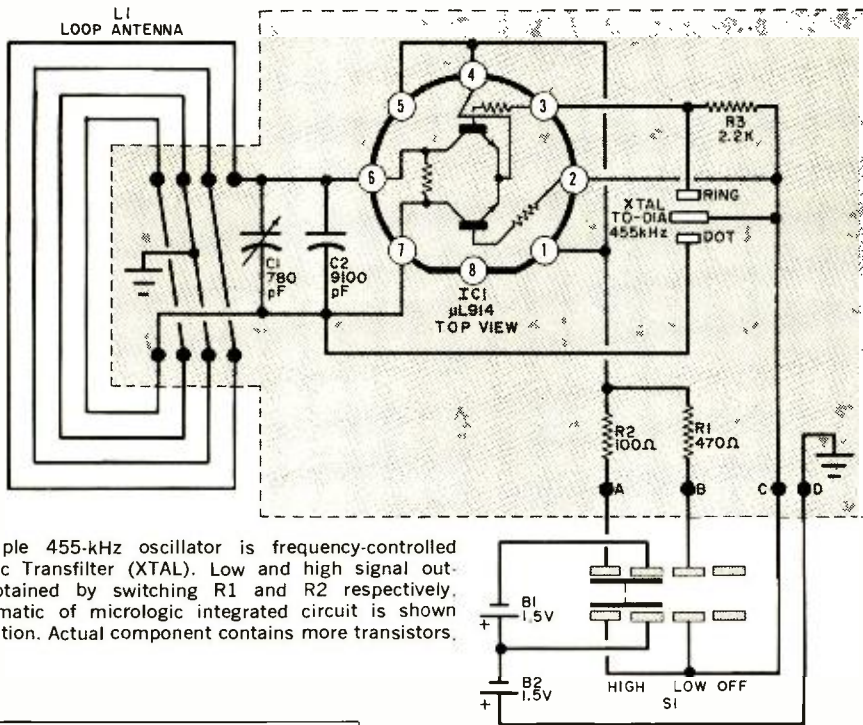 L1
LOOP ANTENNA
4
5
3
6
2
7
1
8
IC1
µL914
TOP VIEW
C1
780
pF
C2
9100
pF
R3
2.2K
RING
XTAL
TO-01A
455kHz
DOT
R2
100Ω
R1
470Ω
A
B
C
D
ple 455-kHz oscillator is frequency-controlled
c Transfilter (XTAL). Low and high signal out-
otained by switching R1 and R2 respectively.
matic of micrologic integrated circuit is shown
tion. Actual component contains more transistors.
B1
1.5V
+
B2
1.5V
+
HIGH LOW OFF
S1